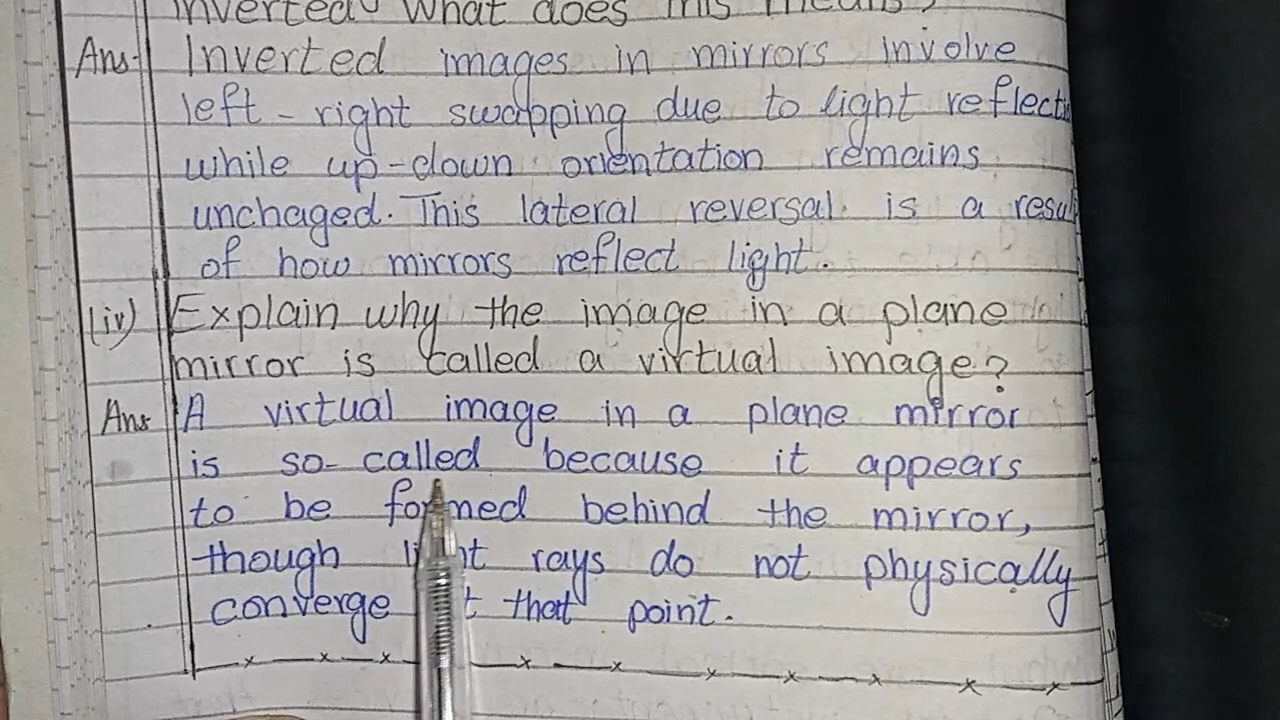 inverted. What does this means?
Ans- Inverted images in mirrors involve
left-right swapping due to light reflecti
while up-down orientation remains
unchaged. This lateral reversal is a resu
of how mirrors reflect light.
(iv) Explain why the image in a plane
mirror is called a virtual image?
Ans A virtual image in a plane mirror
is so-called because it appears
to be formed behind the mirror,
though light rays do not physically
converge that point.